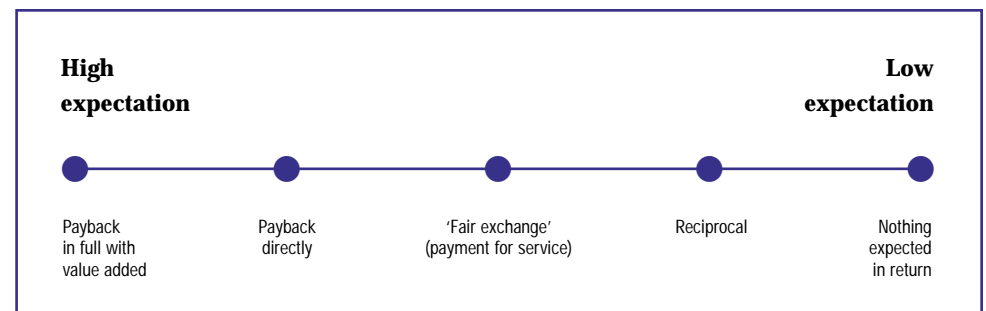 High
expectation
Low
expectation
Payback
in full with
value added
Payback
directly
'Fair exchange'
(payment for service)
Reciprocal
Nothing
expected
in return